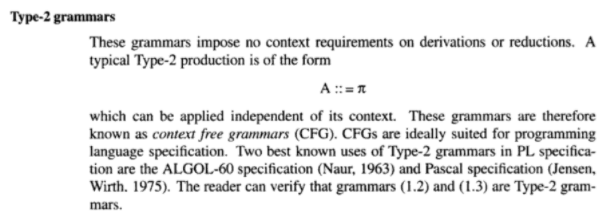 Type-2 grammars
These grammars impose no context requirements on derivations or reductions. A
typical Type-2 production is of the form
A ::= π
which can be applied independent of its context. These grammars are therefore
known as context free grammars (CFG). CFGs are ideally suited for programming
language specification. Two best known uses of Type-2 grammars in PL specifica-
tion are the ALGOL-60 specification (Naur, 1963) and Pascal specification (Jensen,
Wirth. 1975). The reader can verify that grammars (1.2) and (1.3) are Type-2 gram-
mars.